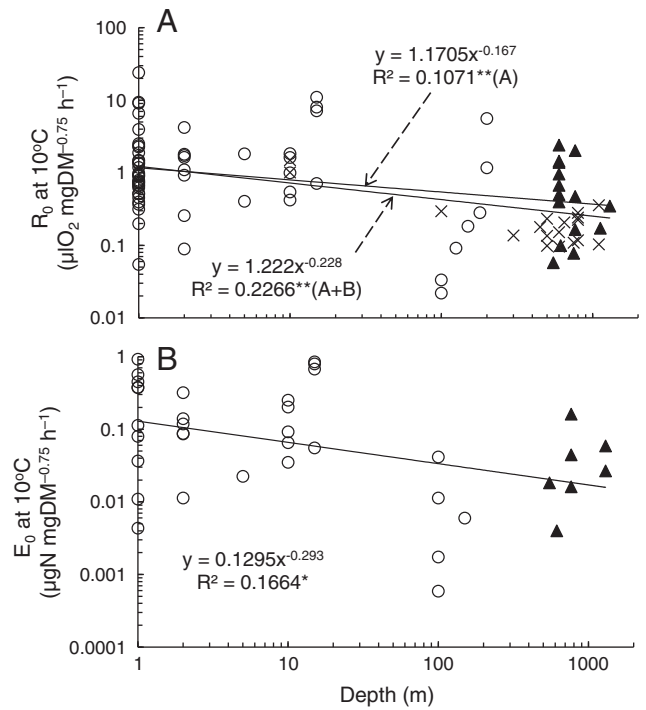 A
100
10
1
0.1
0.01
R₀ at 10°C
(µlO₂ mgDM⁻⁰·⁷⁵ h⁻¹)
y = 1.1705x⁻⁰·¹⁶⁷
R² = 0.1071**(A)
y = 1.222x⁻⁰·²²⁸
R² = 0.2266**(A+B)
B
1
0.1
0.01
0.001
0.0001
E₀ at 10°C
(µgN mgDM⁻⁰·⁷⁵ h⁻¹)
y = 0.1295x⁻⁰·²⁹³
R² = 0.1664*
1 10 100 1000
Depth (m)